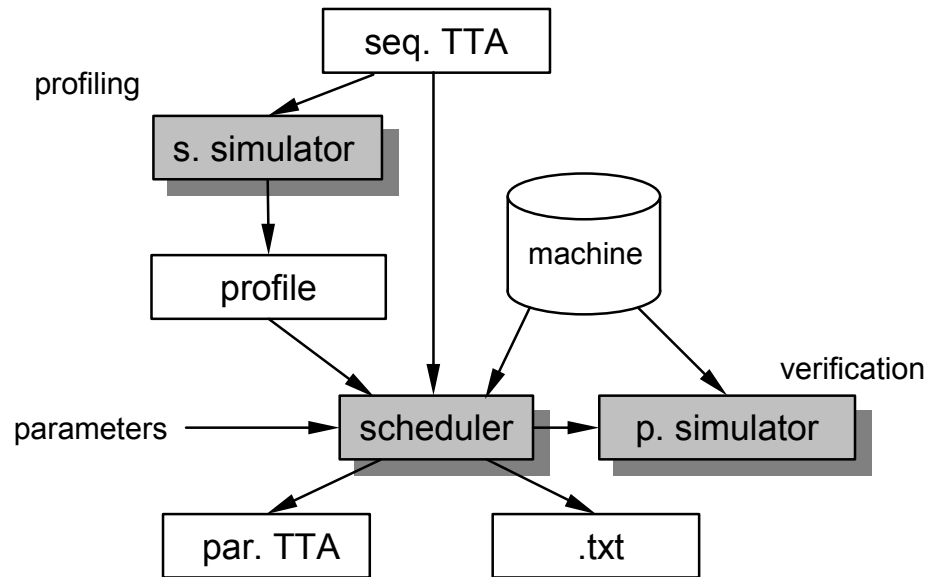 seq. TTA
profiling
s. simulator
machine
profile
verification
parameters
scheduler
p. simulator
par. TTA
.txt